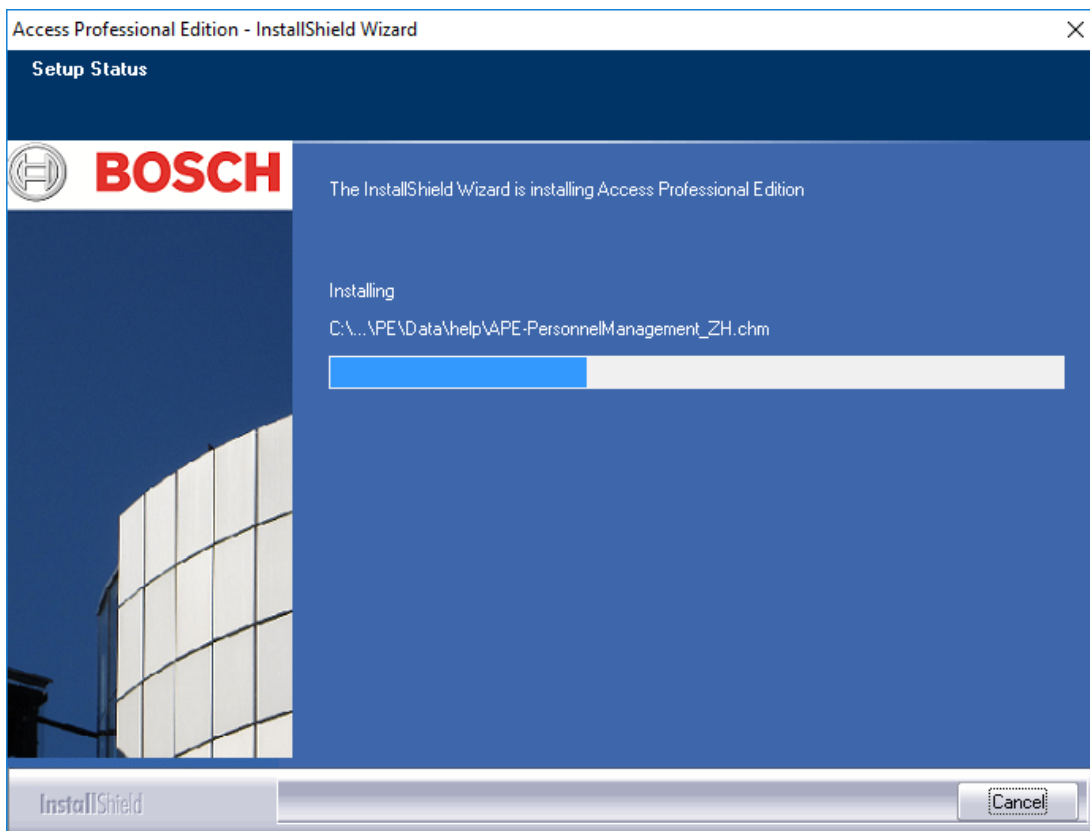 Access Professional Edition - InstallShield Wizard
Setup Status
BOSCH
The InstallShield Wizard is installing Access Professional Edition
Installing
C:\...\PE\Data\help\APE-PersonnelManagement_ZH.chm
InstallShield
Cancel